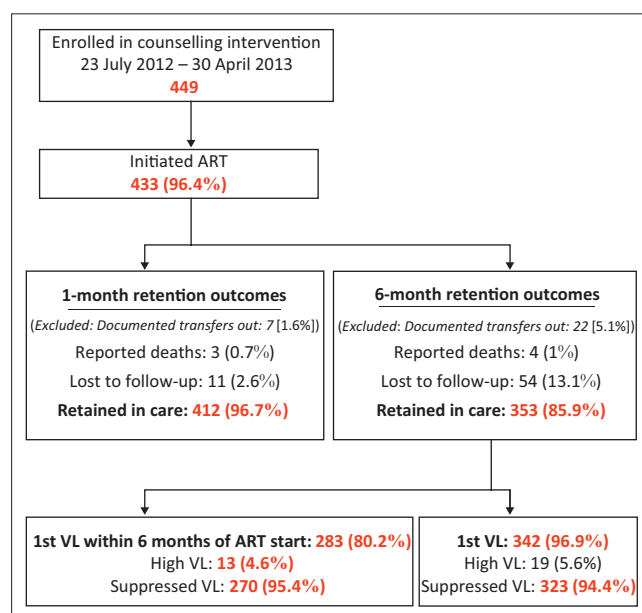 Enrolled in counselling intervention
23 July 2012 – 30 April 2013
449
Initiated ART
433 (96.4%)
1-month retention outcomes
(Excluded: Documented transfers out: 7 [1.6%])
Reported deaths: 3 (0.7%)
Lost to follow-up: 11 (2.6%)
Retained in care: 412 (96.7%)
6-month retention outcomes
(Excluded: Documented transfers out: 22 [5.1%])
Reported deaths: 4 (1%)
Lost to follow-up: 54 (13.1%)
Retained in care: 353 (85.9%)
1st VL within 6 months of ART start: 283 (80.2%)
High VL: 13 (4.6%)
Suppressed VL: 270 (95.4%)
1st VL: 342 (96.9%)
High VL: 19 (5.6%)
Suppressed VL: 323 (94.4%)